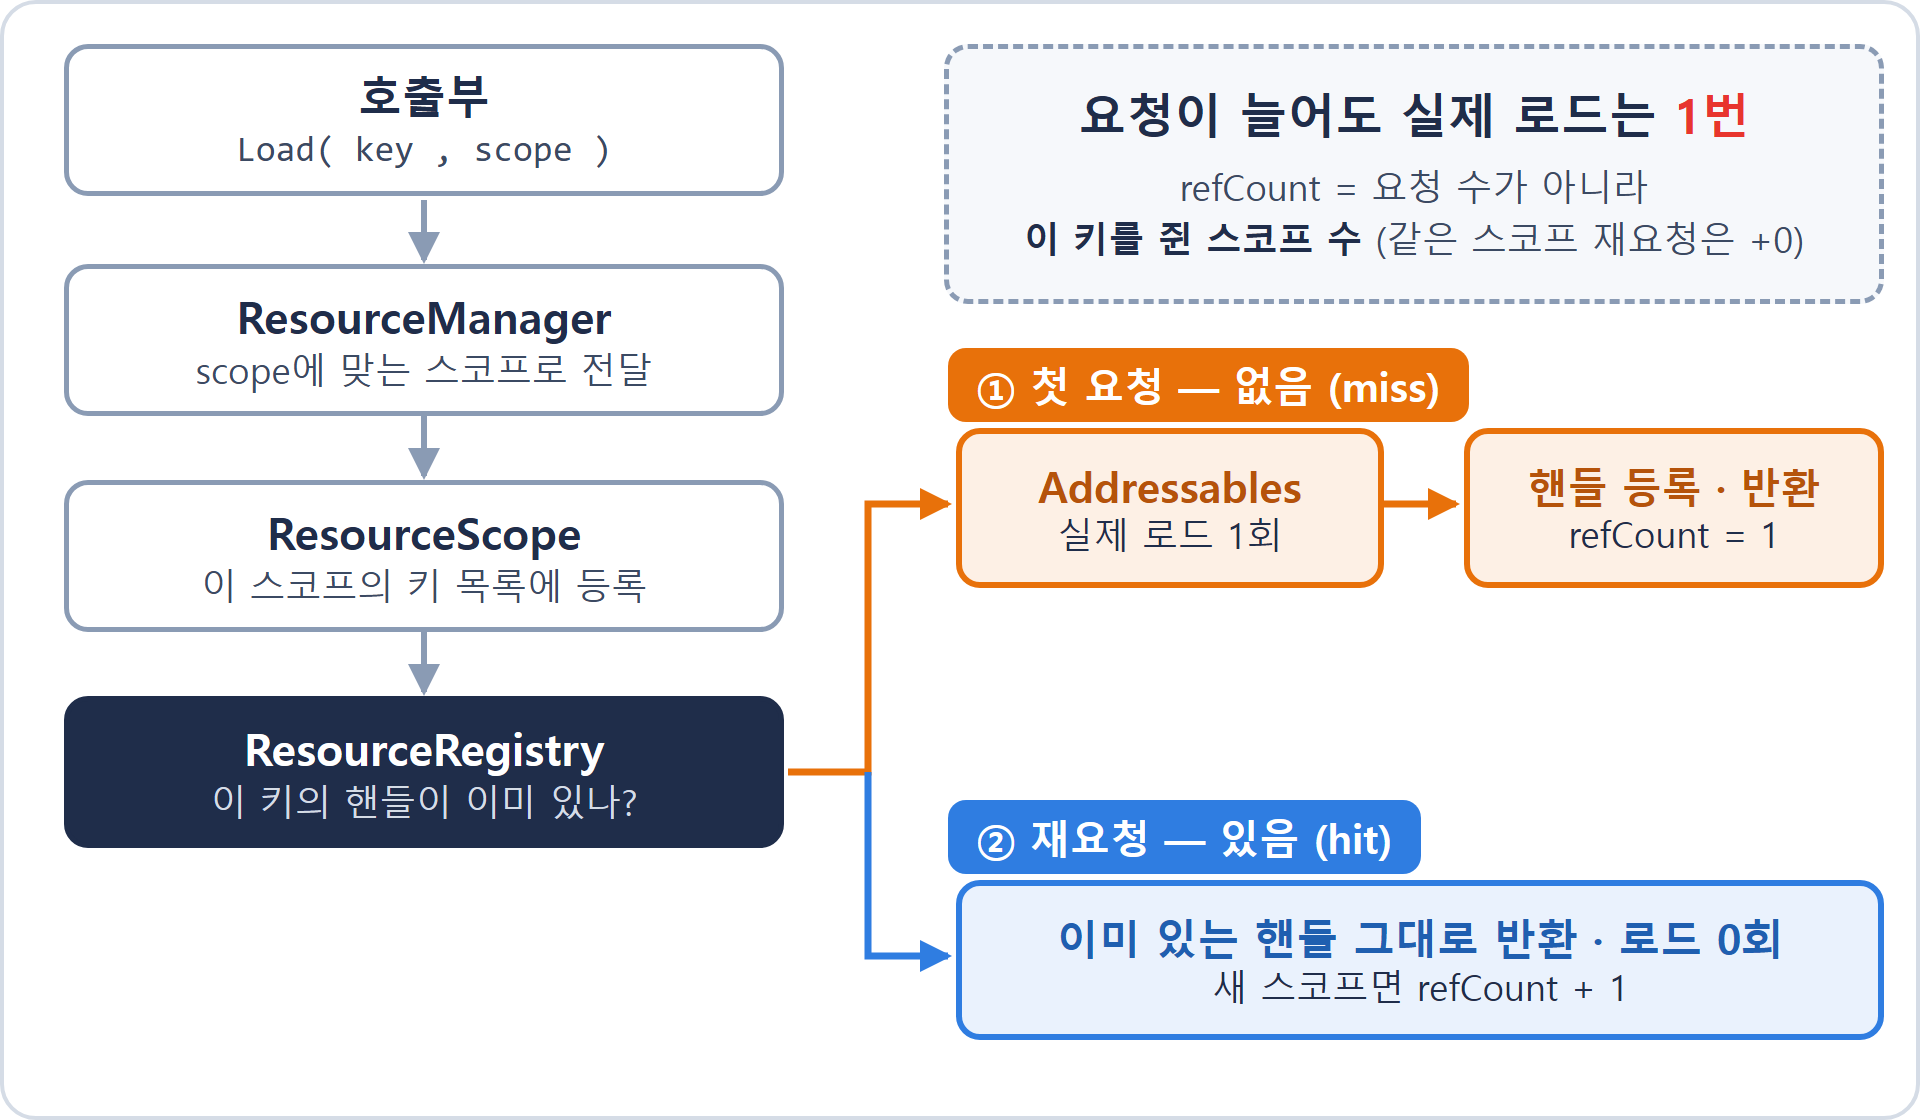 호출부
Load( key , scope )
ResourceManager
scope에 맞는 스코프로 전달
ResourceScope
이 스코프의 키 목록에 등록
ResourceRegistry
이 키의 핸들이 이미 있나?
요청이 늘어도 실제 로드는 1번
refCount = 요청 수가 아니라
이 키를 쥔 스코프 수 (같은 스코프 재요청은 +0)
① 첫 요청 — 없음 (miss)
Addressables
실제 로드 1회
핸들 등록 · 반환
refCount = 1
② 재요청 — 있음 (hit)
이미 있는 핸들 그대로 반환 · 로드 0회
새 스코프면 refCount + 1